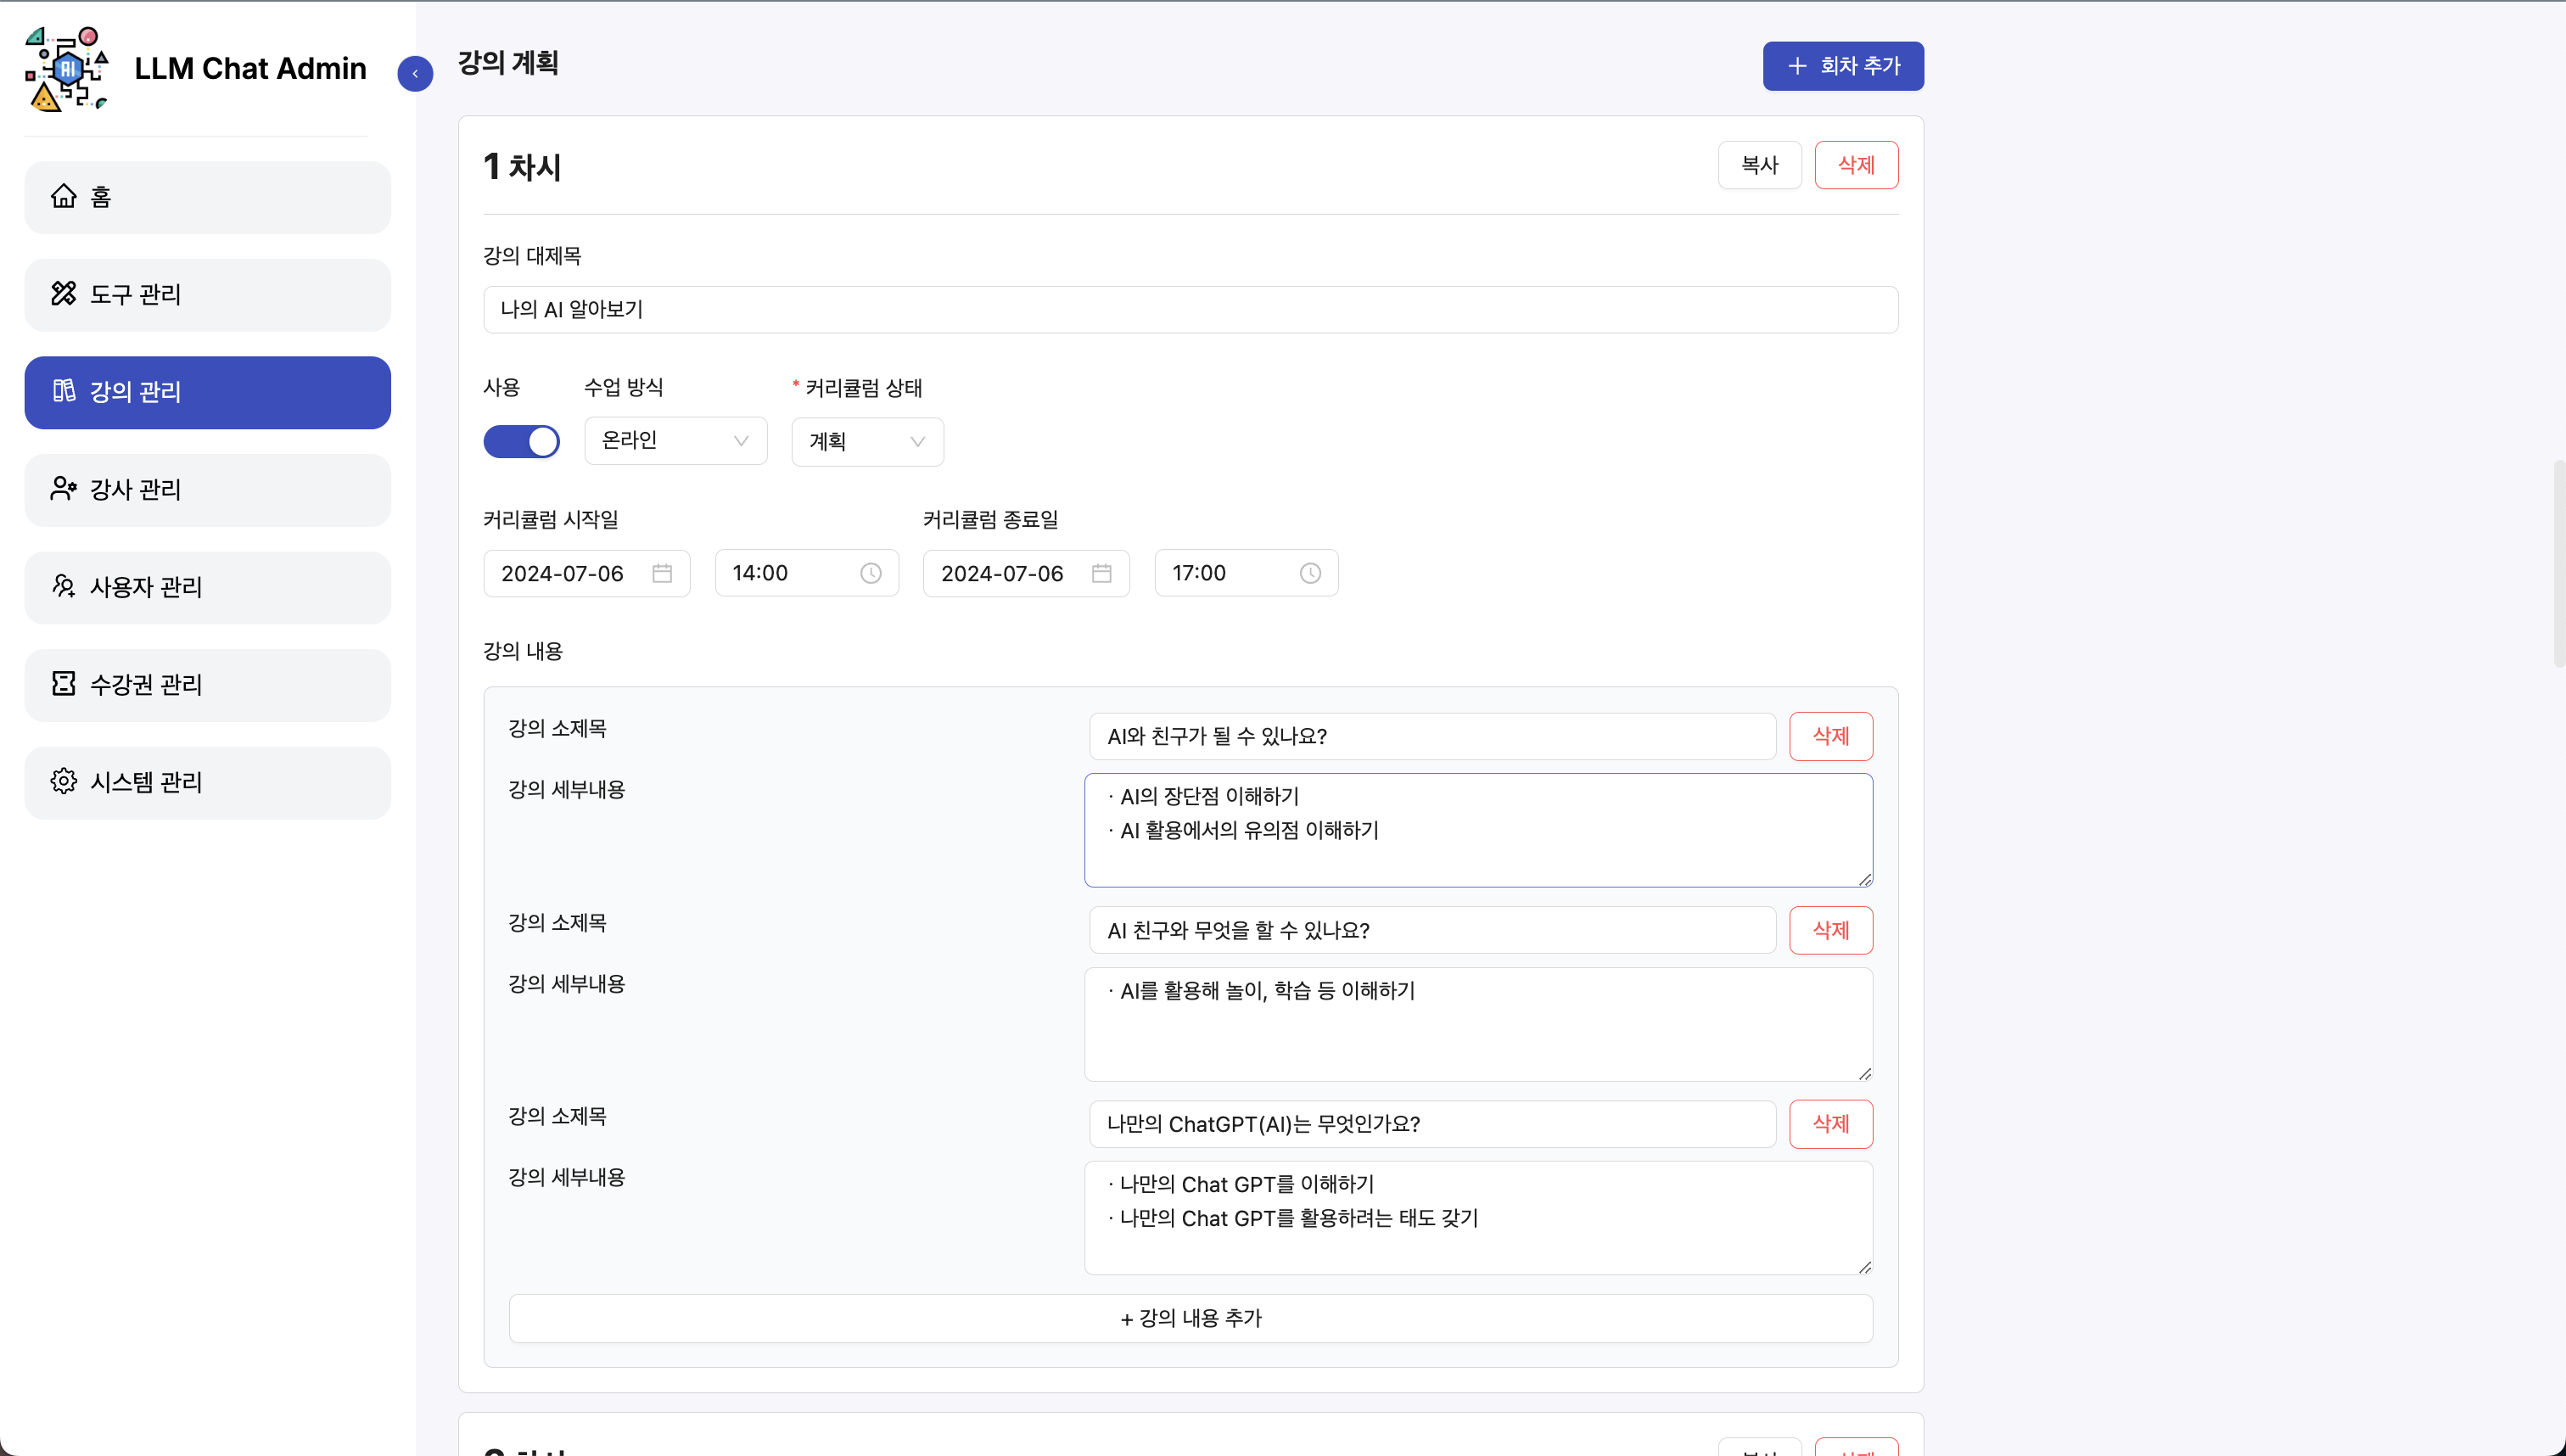 AI
LLM Chat Admin
홈
도구 관리
강의 관리
강사 관리
사용자 관리
수강권 관리
시스템 관리
강의 계획
+ 회차 추가
1 차시
복사
삭제
강의 대제목
나의 AI 알아보기
사용
수업 방식
* 커리큘럼 상태
온라인
계획
커리큘럼 시작일
커리큘럼 종료일
2024-07-06
14:00
2024-07-06
17:00
강의 내용
강의 소제목
AI와 친구가 될 수 있나요?
삭제
강의 세부내용
· AI의 장단점 이해하기
· AI 활용에서의 유의점 이해하기
강의 소제목
AI 친구와 무엇을 할 수 있나요?
삭제
강의 세부내용
· AI를 활용해 놀이, 학습 등 이해하기
강의 소제목
나만의 ChatGPT(AI)는 무엇인가요?
삭제
강의 세부내용
· 나만의 Chat GPT를 이해하기
· 나만의 Chat GPT를 활용하려는 태도 갖기
+ 강의 내용 추가